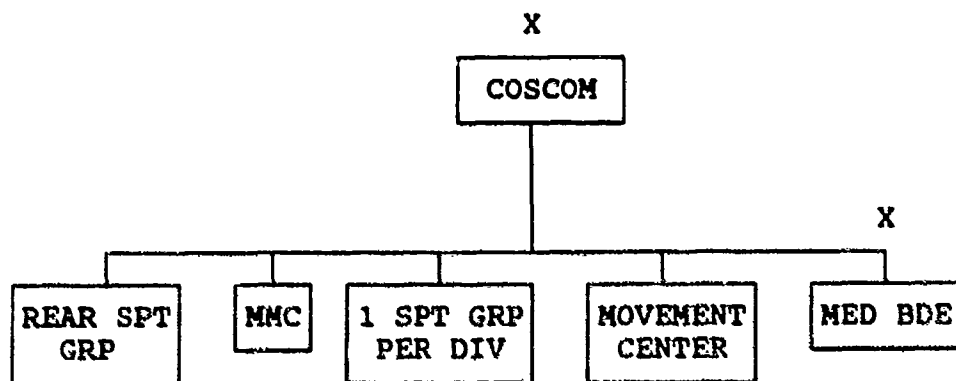 X
COSCOM
X
REAR SPT
GRP
MMC
1 SPT GRP
PER DIV
MOVEMENT
CENTER
MED BDE